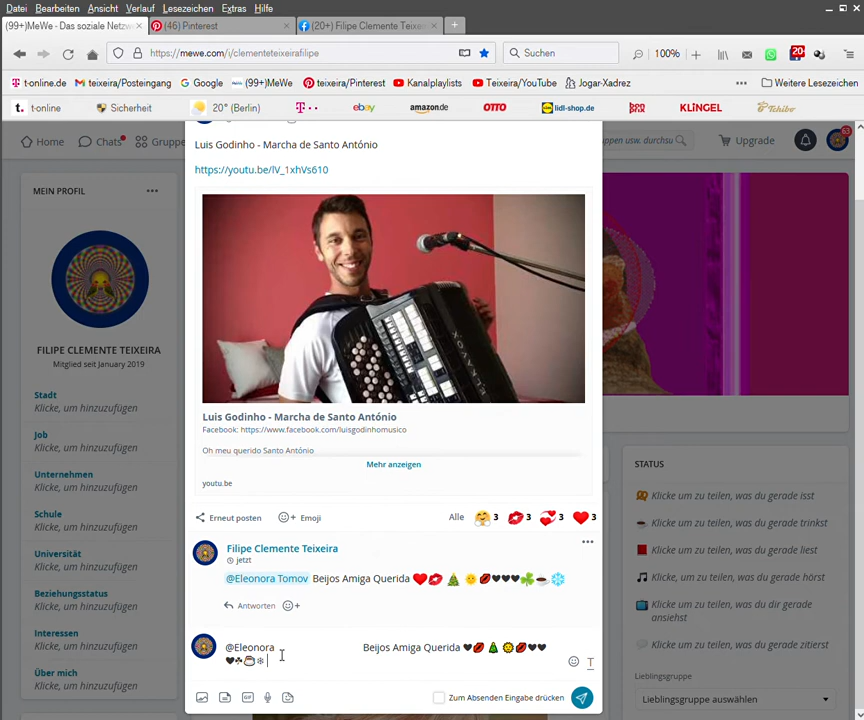 Datei Bearbeiten Ansicht Verlauf Lesezeichen Extras Hilfe
(99+)MeWe - Das soziale Netzw
(46) Pinterest
(20+) Filipe Clemente Teixe
https://mewe.com/i/clementeteixeirafilipe
Suchen
100%
20+
t-online.de
teixeira/Posteingang
Google
(99+)MeWe
teixeira/Pinterest
Kanalplaylists
Teixeira/YouTube
Jogar-Xadrez
Weitere Lesezeichen
t-online
Sicherheit
20° (Berlin)
ebay
amazon.de
OTTO
lidl-shop.de
KLiNGEL
Tchibo
Home
Chats
Gruppe
ppen usw. durchsu
Upgrade
63
MEIN PROFIL
FILIPE CLEMENTE TEIXEIRA
Mitglied seit January 2019
Stadt
Klicke, um hinzuzufügen
Job
Klicke, um hinzuzufügen
Unternehmen
Klicke, um hinzuzufügen
Schule
Klicke, um hinzuzufügen
Universität
Klicke, um hinzuzufügen
Beziehungsstatus
Klicke, um hinzuzufügen
Interessen
Klicke, um hinzuzufügen
Über mich
Klicke, um hinzuzufügen
Luis Godinho - Marcha de Santo António
https://youtu.be/lV_1xhVs610
Luis Godinho - Marcha de Santo António
Facebook: https://www.facebook.com/luisgodinhomusico
Oh meu querido Santo António
Mehr anzeigen
youtu.be
Erneut posten
Emoji
Alle 🤗 3 💋 3 💞 3 ❤️ 3
Filipe Clemente Teixeira
jetzt
@Eleonora Tomov Beijos Amiga Querida ❤️💋🎄🌞💋🖤🖤🖤☘️☕❄️
Antworten
@Eleonora Beijos Amiga Querida ♥💋🎄🌞💋♥♥
♥☘☕❄
Zum Absenden Eingabe drücken
STATUS
Klicke um zu teilen, was du gerade isst
Klicke um zu teilen, was du gerade trinkst
Klicke um zu teilen, was du gerade liest
Klicke, um zu teilen, was du gerade hörst
Klicke um zu teilen, was du dir gerade
ansiehst
Klicke um zu teilen, was du gerade zitierst
Lieblingsgruppe
Lieblingsgruppe auswählen